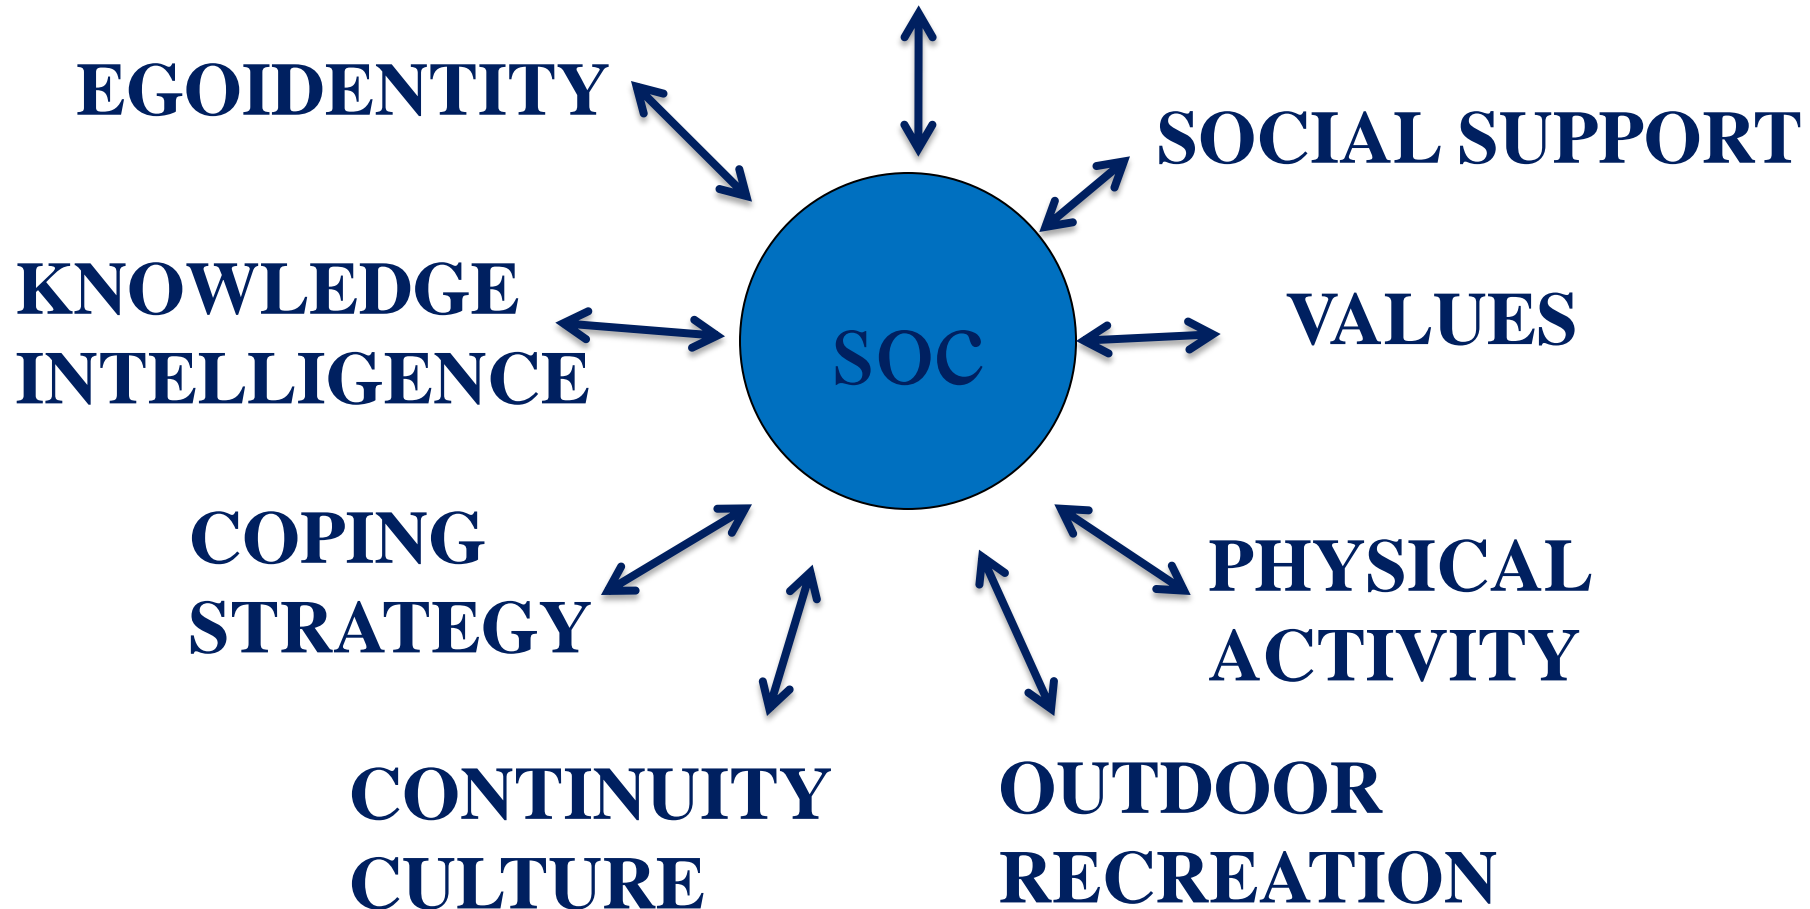 EGOIDENTITY
SOCIAL SUPPORT
KNOWLEDGE
INTELLIGENCE
SOC
VALUES
COPING
STRATEGY
PHYSICAL
ACTIVITY
CONTINUITY
CULTURE
OUTDOOR
RECREATION